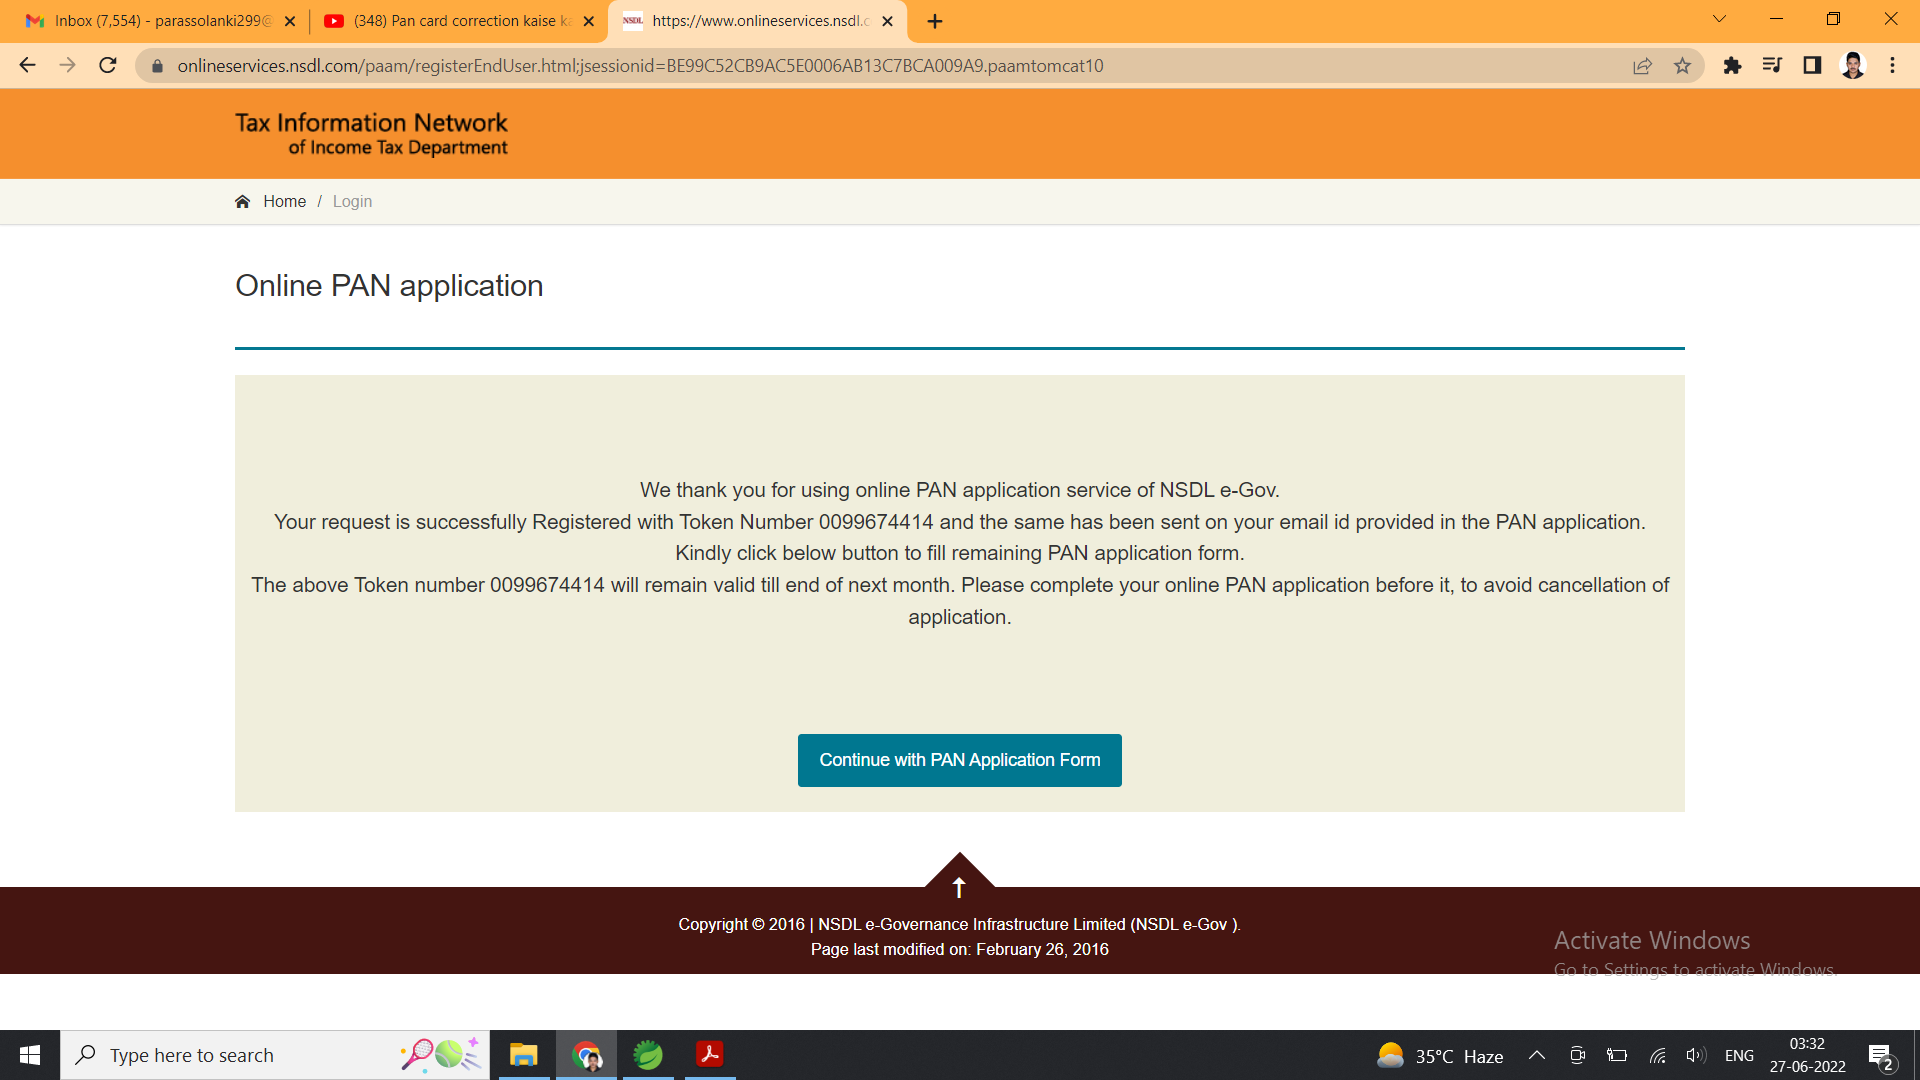 Inbox (7,554) - parassolanki299@
(348) Pan card correction kaise ka
https://www.onlineservices.nsdl.c
onlineservices.nsdl.com/paam/registerEndUser.html;jsessionid=BE99C52CB9AC5E0006AB13C7BCA009A9.paamtomcat10
Tax Information Network
of Income Tax Department
Home / Login
Online PAN application
We thank you for using online PAN application service of NSDL e-Gov.
Your request is successfully Registered with Token Number 0099674414 and the same has been sent on your email id provided in the PAN application.
Kindly click below button to fill remaining PAN application form.
The above Token number 0099674414 will remain valid till end of next month. Please complete your online PAN application before it, to avoid cancellation of
application.
Continue with PAN Application Form
Copyright © 2016 | NSDL e-Governance Infrastructure Limited (NSDL e-Gov ).
Page last modified on: February 26, 2016
Activate Windows
Go to Settings to activate Windows.
Type here to search
35°C Haze
ENG
03:32
27-06-2022
2